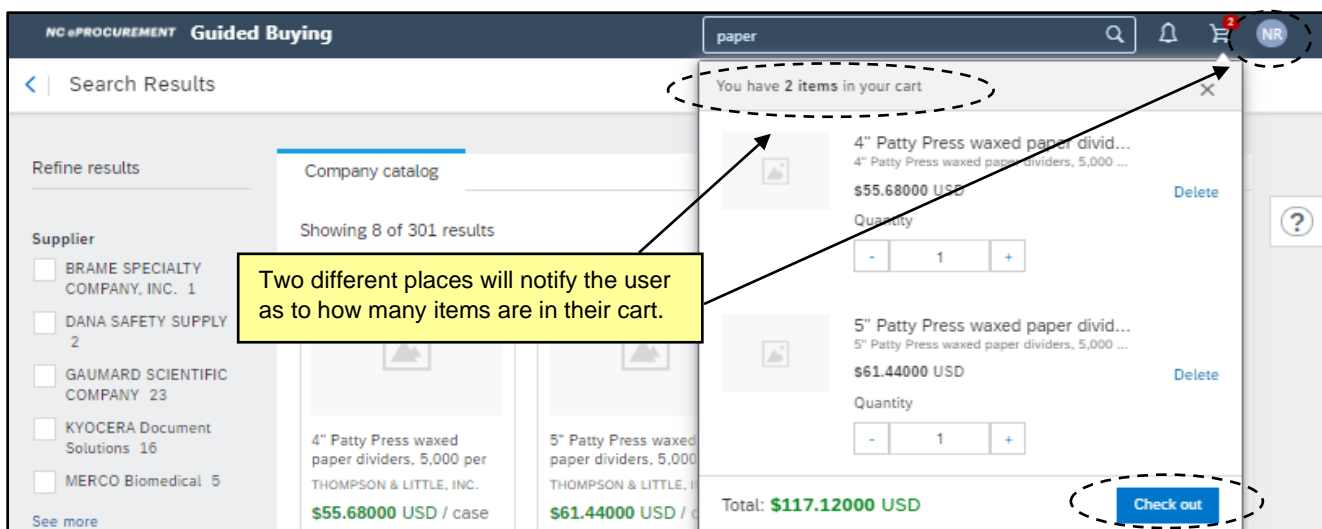 NC ePROCUREMENT Guided Buying
paper
2
NR
Search Results
You have 2 items in your cart
Refine results
Company catalog
Showing 8 of 301 results
Supplier
BRAME SPECIALTY
COMPANY, INC. 1
DANA SAFETY SUPPLY
2
GAUMARD SCIENTIFIC
COMPANY 23
KYOCERA Document
Solutions 16
MERCO Biomedical 5
See more
Two different places will notify the user
as to how many items are in their cart.
4" Patty Press waxed
paper dividers, 5,000 per
THOMPSON & LITTLE, INC.
$55.68000 USD / case
5" Patty Press waxed
paper dividers, 5,000
THOMPSON & LITTLE,
$61.44000 USD /
4" Patty Press waxed paper divid...
4" Patty Press waxed paper dividers, 5,000 ...
$55.68000 USD
Delete
Quantity
- 1 +
5" Patty Press waxed paper divid...
5" Patty Press waxed paper dividers, 5,000 ...
$61.44000 USD
Delete
Quantity
- 1 +
Total: $117.12000 USD
Check out
?